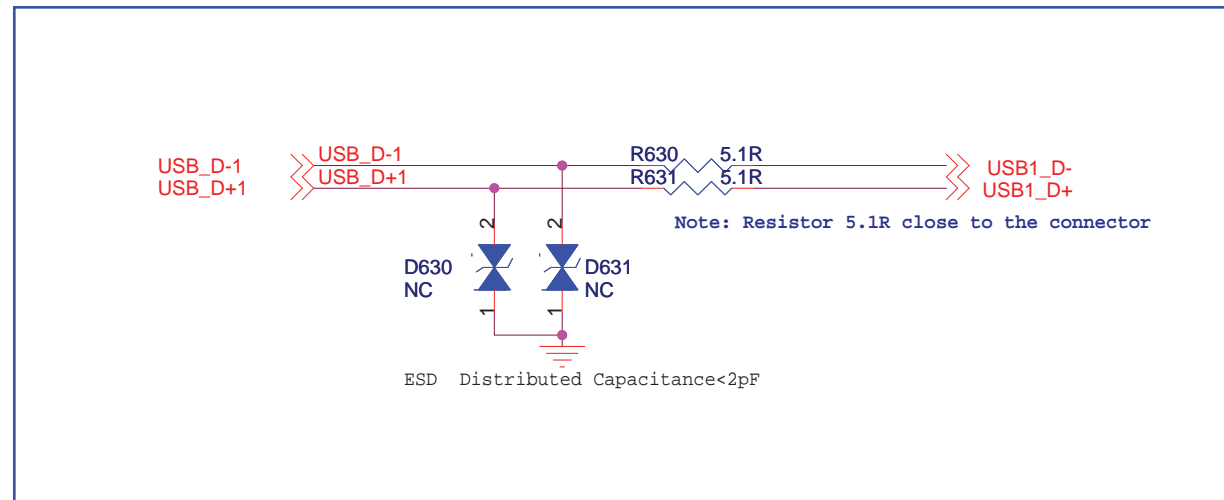 USB_D-1 USB_D-1 R630 5.1R USB1_D-
USB_D+1 USB_D+1 R631 5.1R USB1_D+
Note: Resistor 5.1R close to the connector
2 2
D630 D631
NC NC
1 1
ESD Distributed Capacitance<2pF